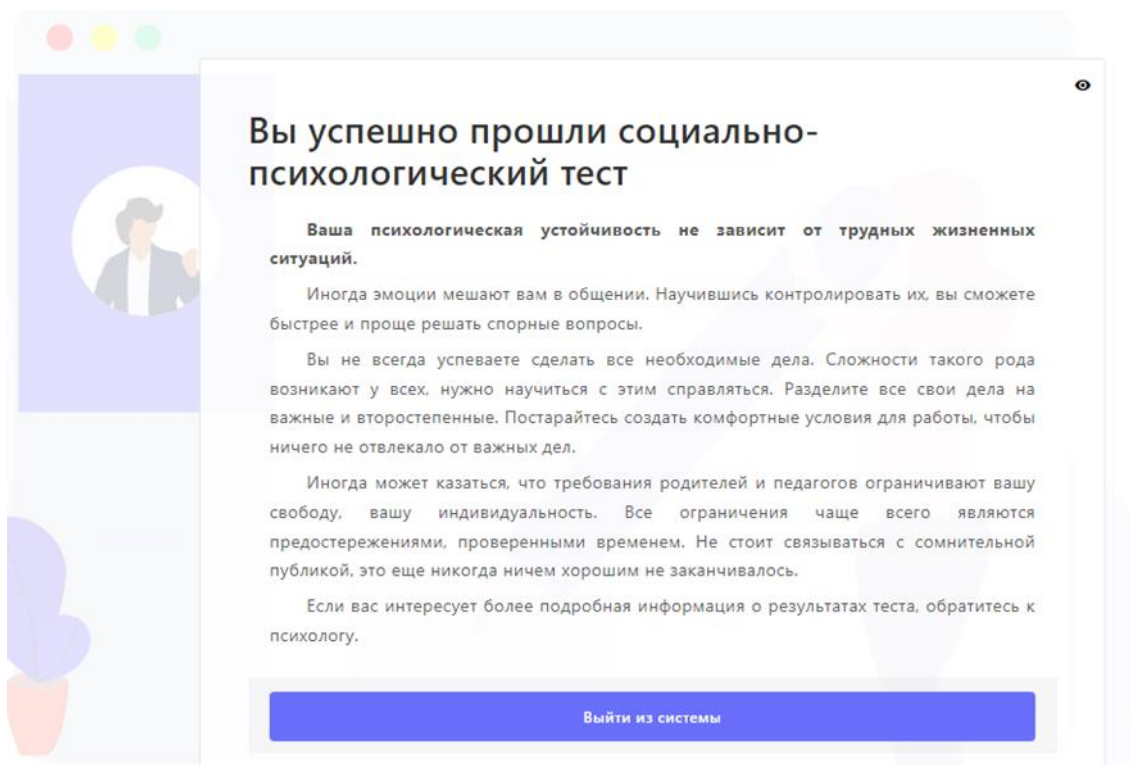 Вы успешно прошли социально-
психологический тест
Ваша психологическая устойчивость не зависит от трудных жизненных
ситуаций.
Иногда эмоции мешают вам в общении. Научившись контролировать их, вы сможете
быстрее и проще решать спорные вопросы.
Вы не всегда успеваете сделать все необходимые дела. Сложности такого рода
возникают у всех, нужно научиться с этим справляться. Разделите все свои дела на
важные и второстепенные. Постарайтесь создать комфортные условия для работы, чтобы
ничего не отвлекало от важных дел.
Иногда может казаться, что требования родителей и педагогов ограничивают вашу
свободу, вашу индивидуальность. Все ограничения чаще всего являются
предостережениями, проверенными временем. Не стоит связываться с сомнительной
публикой, это еще никогда ничем хорошим не заканчивалось.
Если вас интересует более подробная информация о результатах теста, обратитесь к
психологу.
Выйти из системы